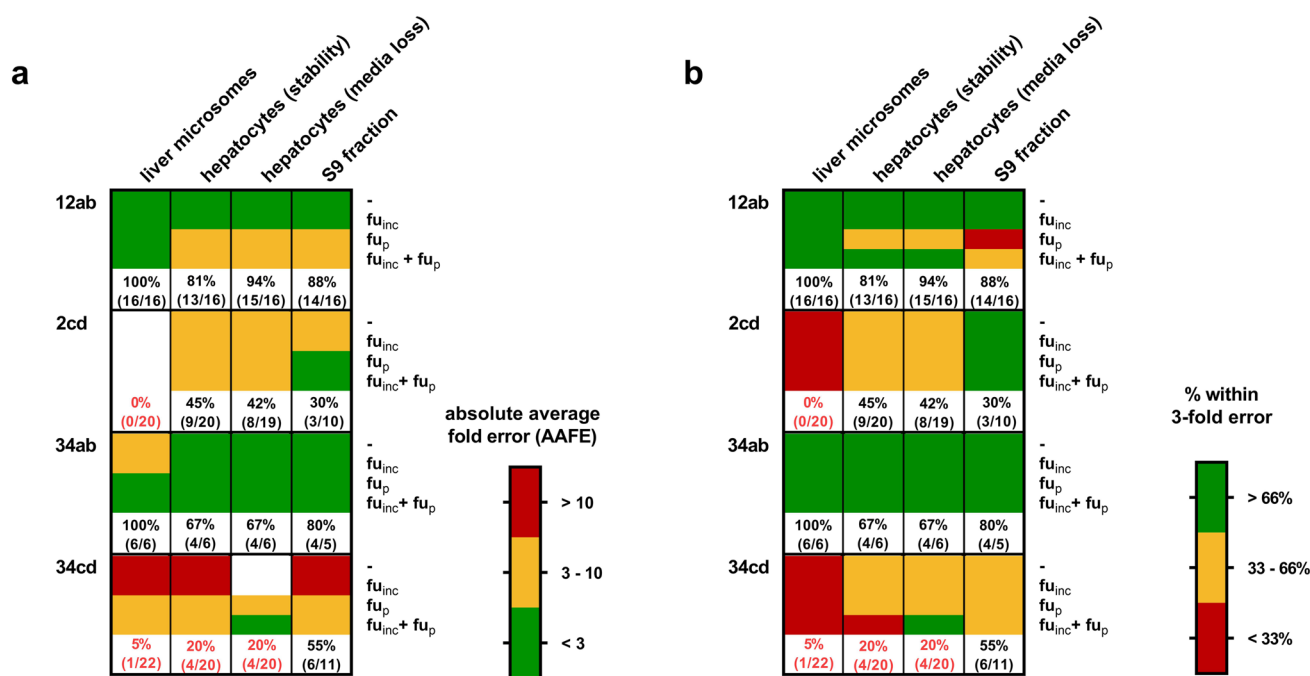 a
liver microsomes
hepatocytes (stability)
hepatocytes (media loss)
S9 fraction
12ab
-
fuinc
fup
fuinc + fup
100% 81% 94% 88%
(16/16) (13/16) (15/16) (14/16)
2cd
-
fuinc
fup
fuinc+ fup
0% 45% 42% 30%
(0/20) (9/20) (8/19) (3/10)
34ab
-
fuinc
fup
fuinc+ fup
100% 67% 67% 80%
(6/6) (4/6) (4/6) (4/5)
34cd
-
fuinc
fup
fuinc+ fup
5% 20% 20% 55%
(1/22) (4/20) (4/20) (6/11)
absolute average
fold error (AAFE)
> 10
3 - 10
< 3
b
liver microsomes
hepatocytes (stability)
hepatocytes (media loss)
S9 fraction
12ab
-
fuinc
fup
fuinc + fup
100% 81% 94% 88%
(16/16) (13/16) (15/16) (14/16)
2cd
-
fuinc
fup
fuinc+ fup
0% 45% 42% 30%
(0/20) (9/20) (8/19) (3/10)
34ab
-
fuinc
fup
fuinc+ fup
100% 67% 67% 80%
(6/6) (4/6) (4/6) (4/5)
34cd
-
fuinc
fup
fuinc+ fup
5% 20% 20% 55%
(1/22) (4/20) (4/20) (6/11)
% within
3-fold error
> 66%
33 - 66%
< 33%